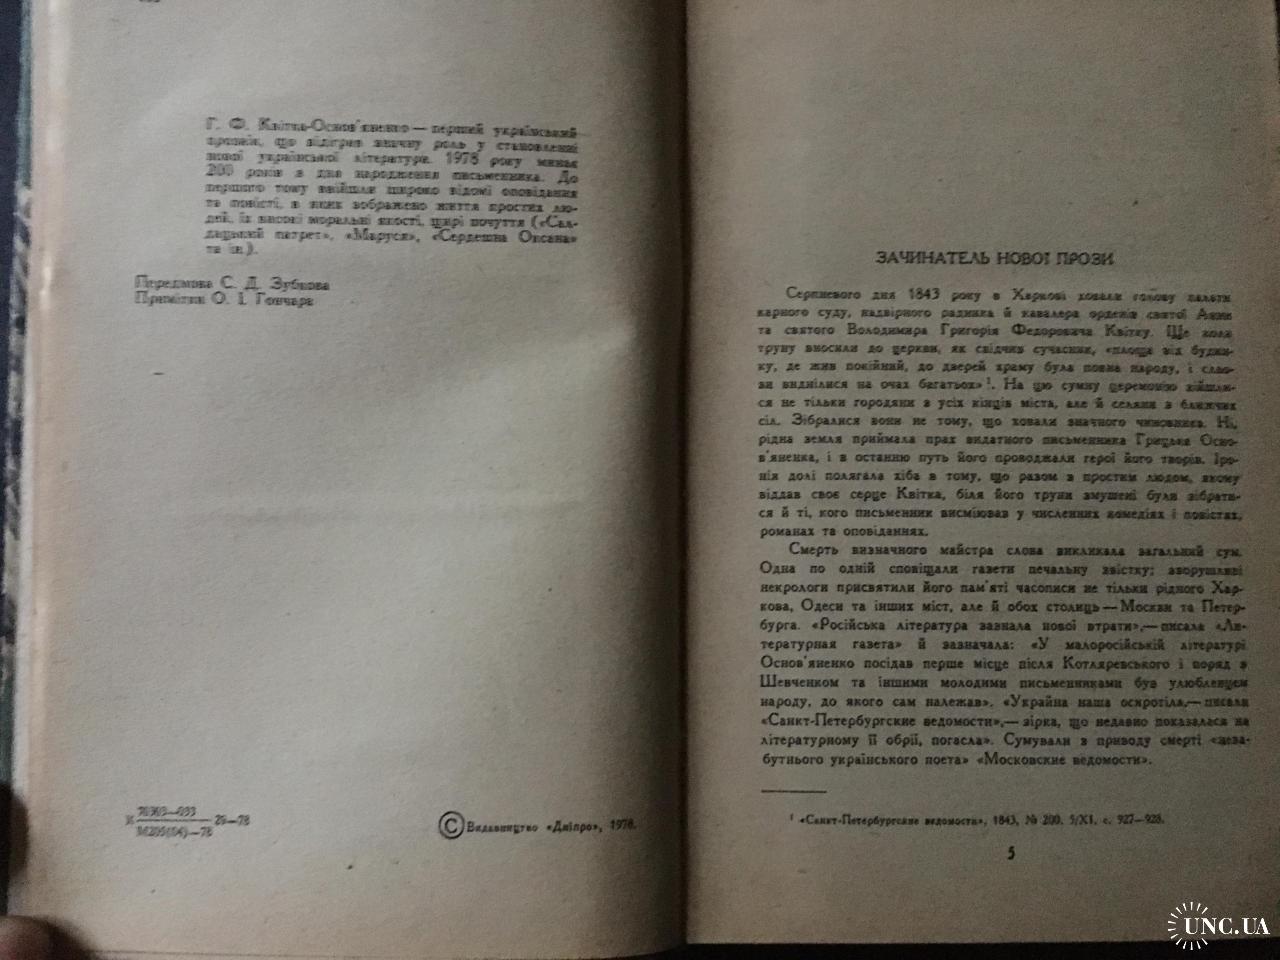 Г. Ф. Квітка-Основ'яненко — перший український
прозаїк, що відіграв значну роль у становленні
нової української літератури. 1978 року минає
200 років з дня народження письменника. До
першого тому ввійшли широко відомі оповідання
та повісті, в яких зображено життя простих лю-
дей, їх високі моральні якості, щирі почуття («Сал-
дацький патрет», «Маруся», «Сердешна Оксана»
та ін.).
Передмова С. Д. Зубкова
Примітки О. І. Гончара
70303—033
М205(04)—78
29—78
© Видавництво «Дніпро», 1978.
ЗАЧИНАТЕЛЬ НОВОЇ ПРОЗИ
Серпневого дня 1843 року в Харкові ховали голову палати
карного суду, надвірного радника й кавалера орденів святої Анни
та святого Володимира Григорія Федоровича Квітку. Ще коли
труну вносили до церкви, як свідчив сучасник, «площа від будин-
ку, де жив покійний, до дверей храму була повна народу, і сльо-
зи виднілися на очах багатьох»¹. На цю сумну церемонію зійшли-
ся не тільки городяни з усіх кінців міста, але й селяни з ближчих
сіл. Зібралися вони не тому, що ховали значного чиновника. Ні,
рідна земля приймала прах видатного письменника Грицька Осно-
в'яненка, і в останню путь його проводжали герої його творів. Іро-
нія долі полягала хіба в тому, що разом з простим людом, якому
віддав своє серце Квітка, біля його труни змушені були зібрати-
ся й ті, кого письменник висміював у численних комедіях і повістях,
романах та оповіданнях.
Смерть визначного майстра слова викликала загальний сум.
Одна по одній сповіщали газети печальну звістку; зворушливі
некрологи присвятили його пам'яті часописи не тільки рідного Хар-
кова, Одеси та інших міст, але й обох столиць — Москви та Петер-
бурга. «Російська література зазнала нової втрати»,— писала «Ли-
тературная газета» й зазначала: «У малоросійській літературі
Основ'яненко посідав перше місце після Котляревського і поряд з
Шевченком та іншими молодими письменниками був улюбленцем
народу, до якого сам належав». «Україна наша осиротіла,— писали
«Санкт-Петербургские ведомости»,— зірка, що недавно показалася на
літературному її обрії, погасла». Сумували з приводу смерті «неза-
бутнього українського поета» «Московские ведомости».
¹ «Санкт-Петербургские ведомости», 1843, № 200, 5/XI, с. 927—928.
5
UNC.UA